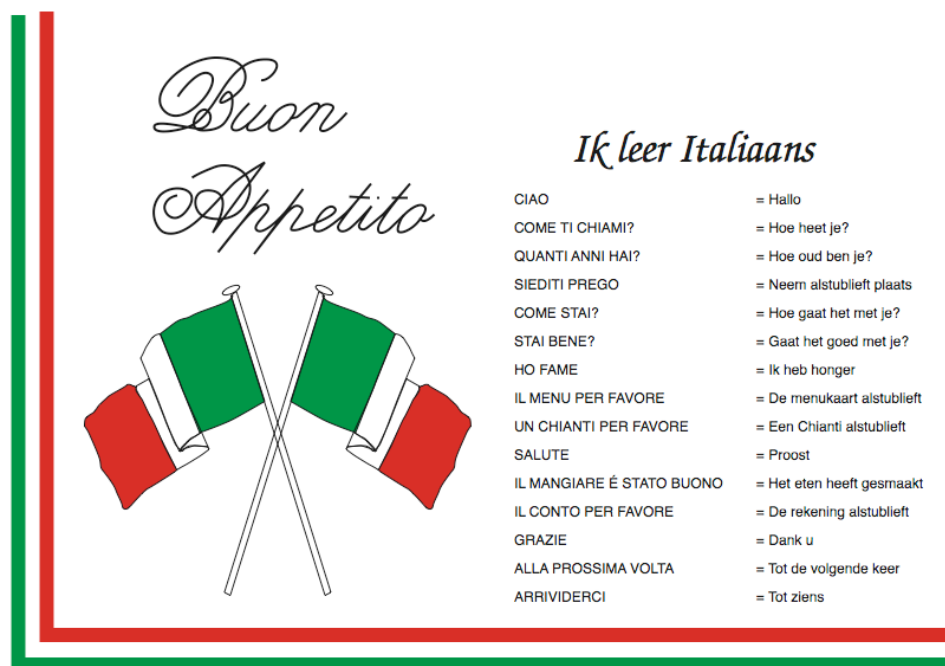 Buon
Appetito
Ik leer Italiaans
CIAO = Hallo
COME TI CHIAMI? = Hoe heet je?
QUANTI ANNI HAI? = Hoe oud ben je?
SIEDITI PREGO = Neem alstublieft plaats
COME STAI? = Hoe gaat het met je?
STAI BENE? = Gaat het goed met je?
HO FAME = Ik heb honger
IL MENU PER FAVORE = De menukaart alstublieft
UN CHIANTI PER FAVORE = Een Chianti alstublieft
SALUTE = Proost
IL MANGIARE É STATO BUONO = Het eten heeft gesmaakt
IL CONTO PER FAVORE = De rekening alstublieft
GRAZIE = Dank u
ALLA PROSSIMA VOLTA = Tot de volgende keer
ARRIVIDERCI = Tot ziens